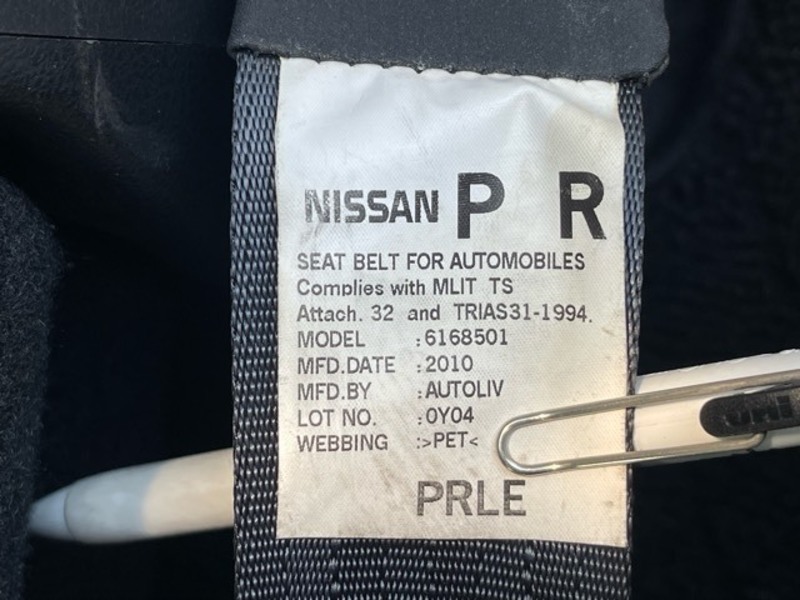 NISSAN P R
SEAT BELT FOR AUTOMOBILES
Complies with MLIT TS
Attach. 32 and TRIAS31-1994.
MODEL :6168501
MFD.DATE :2010
MFD.BY :AUTOLIV
LOT NO. :0Y04
WEBBING :>PET<
PRLE
uni